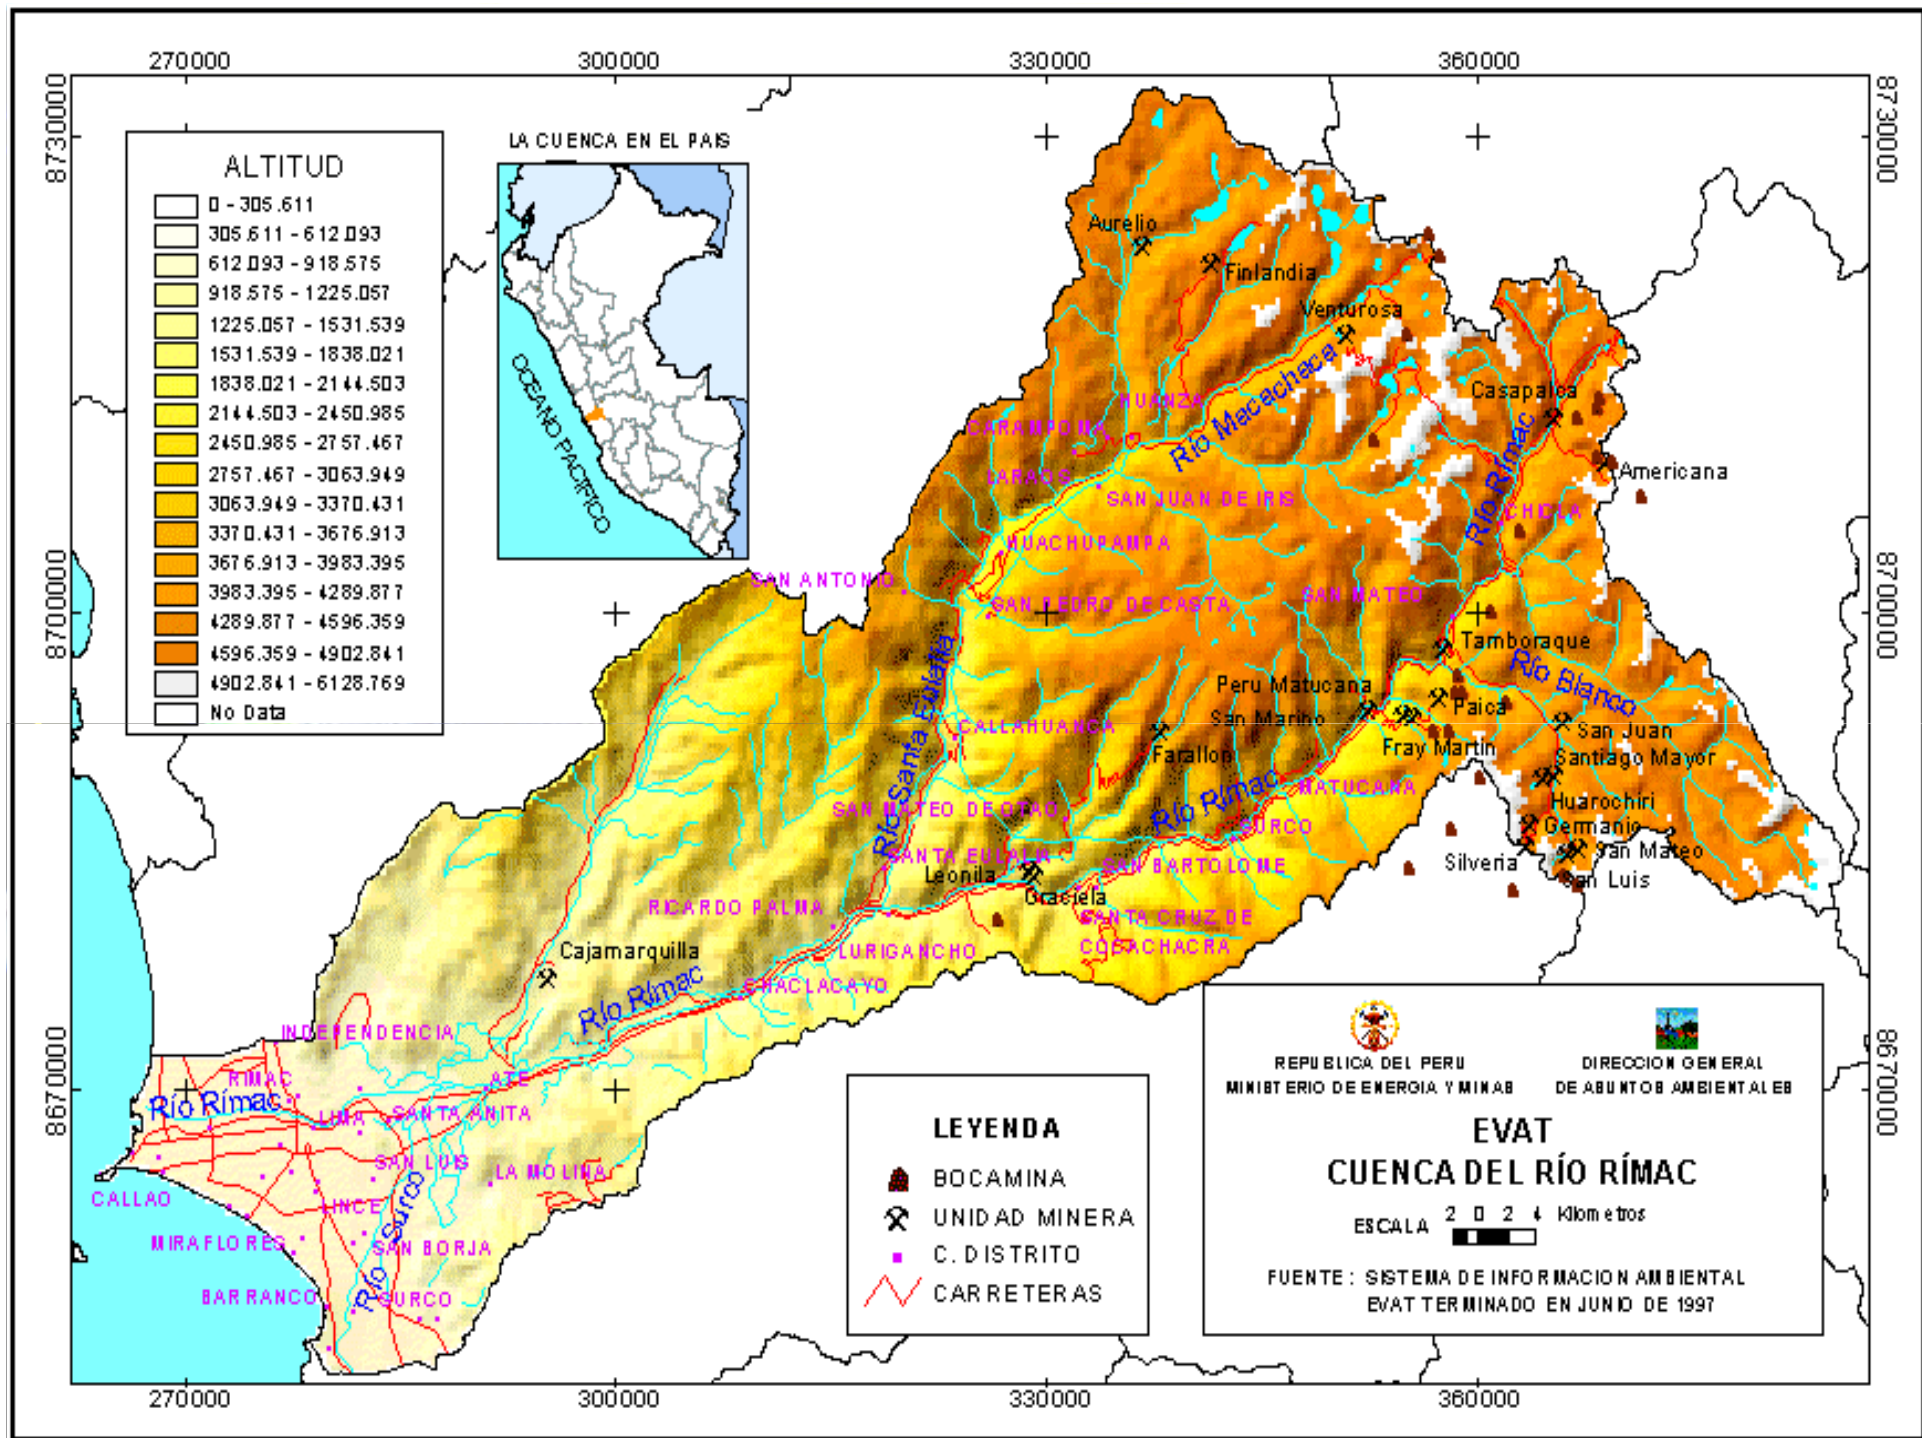 270000
300000
330000
360000
8730000
8730000
8700000
8700000
8670000
8670000
ALTITUD
0 - 305.611
305.611 - 612.093
612.093 - 918.575
918.575 - 1225.057
1225.057 - 1531.539
1531.539 - 1838.021
1838.021 - 2144.503
2144.503 - 2450.985
2450.985 - 2757.467
2757.467 - 3063.949
3063.949 - 3370.431
3370.431 - 3676.913
3676.913 - 3983.395
3983.395 - 4289.877
4289.877 - 4596.359
4596.359 - 4902.841
4902.841 - 6128.769
No Data
LA CUENCA EN EL PAIS
OCEANO PACIFICO
Aurelio
Finlandia
Venturosa
Casapalca
HUANZA
Río Macacheca
CARAMPOMA
Río Rímac
LARAOS
Americana
SAN JUAN DE IRIS
CHICLA
HUACHUPAMPA
SAN ANTONIO
SAN PEDRO DE CASTA
SAN MATEO
Tamboraque
Río Santa Eulalia
Río Blanco
Peru Matucana
San Marino
Paica
CALLAHUANCA
San Juan
Farallon
Fray Martin
Santiago Mayor
MATUCANA
SAN MATEO DE OTAO
Río Rímac
Huarochiri
SURCO
Germanio
SANTA EULALIA
SAN BARTOLOME
Silveria
San Mateo
Leonila
San Luis
Graciela
RICARDO PALMA
SANTA CRUZ DE
COCACHACRA
Cajamarquilla
LURIGANCHO
CHACLACAYO
Río Rímac
INDEPENDENCIA
RIMAC
ATE
Río Rímac
LIMA
SANTA ANITA
SAN LUIS
LA MOLINA
CALLAO
LINCE
Río Surco
MIRAFLORES
SAN BORJA
BARRANCO
SURCO
LEYENDA
BOCAMINA
UNIDAD MINERA
C. DISTRITO
CARRETERAS
REPUBLICA DEL PERU
MINISTERIO DE ENERGIA Y MINAS
DIRECCION GENERAL
DE ASUNTOS AMBIENTALES
EVAT
CUENCA DEL RÍO RÍMAC
ESCALA 2 0 2 4 Kilometros
FUENTE : SISTEMA DE INFORMACION AMBIENTAL
EVAT TERMINADO EN JUNIO DE 1997
270000
300000
330000
360000